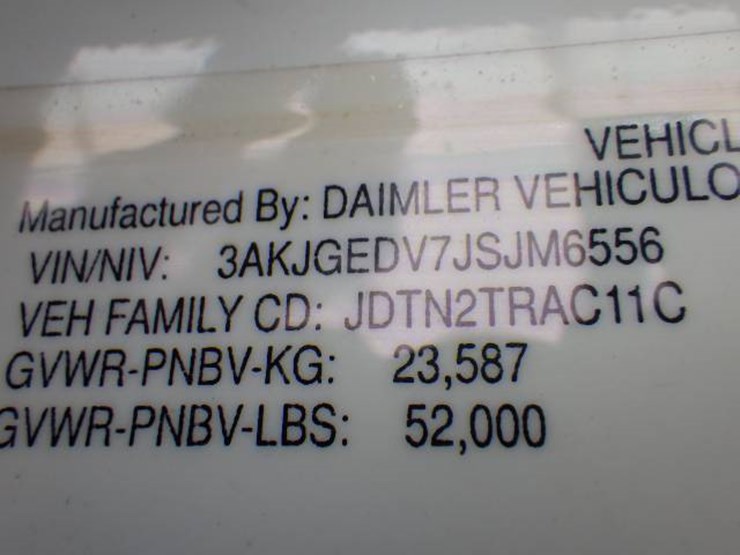 VEHICL
Manufactured By: DAIMLER VEHICULO
VIN/NIV: 3AKJGEDV7JSJM6556
VEH FAMILY CD: JDTN2TRAC11C
GVWR-PNBV-KG: 23,587
GVWR-PNBV-LBS: 52,000